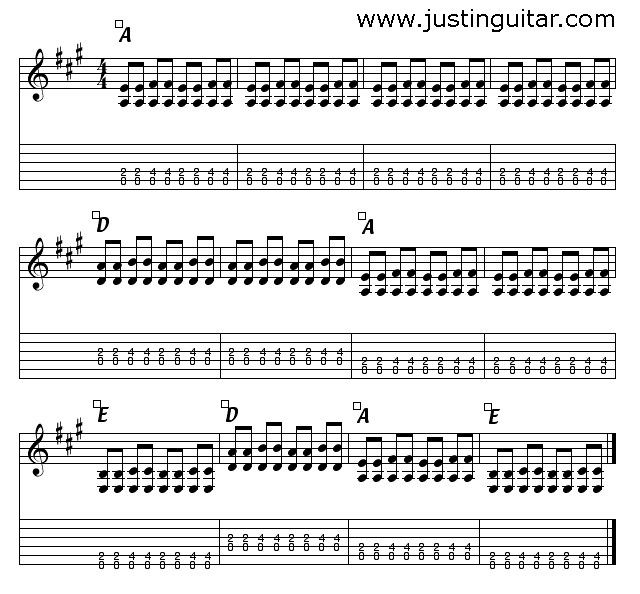 www.justinguitar.com
A
4
4
2 2 4 4 2 2 4 4 2 2 4 4 2 2 4 4 2 2 4 4 2 2 4 4 2 2 4 4 2 2 4 4
0 0 0 0 0 0 0 0 0 0 0 0 0 0 0 0 0 0 0 0 0 0 0 0 0 0 0 0 0 0 0 0
D A
2 2 4 4 2 2 4 4 2 2 4 4 2 2 4 4 2 2 4 4 2 2 4 4 2 2 4 4 2 2 4 4
0 0 0 0 0 0 0 0 0 0 0 0 0 0 0 0 0 0 0 0 0 0 0 0 0 0 0 0 0 0 0 0
E D A E
2 2 4 4 2 2 4 4 2 2 4 4 2 2 4 4 2 2 4 4 2 2 4 4 2 2 4 4 2 2 4 4
0 0 0 0 0 0 0 0 0 0 0 0 0 0 0 0 0 0 0 0 0 0 0 0 0 0 0 0 0 0 0 0